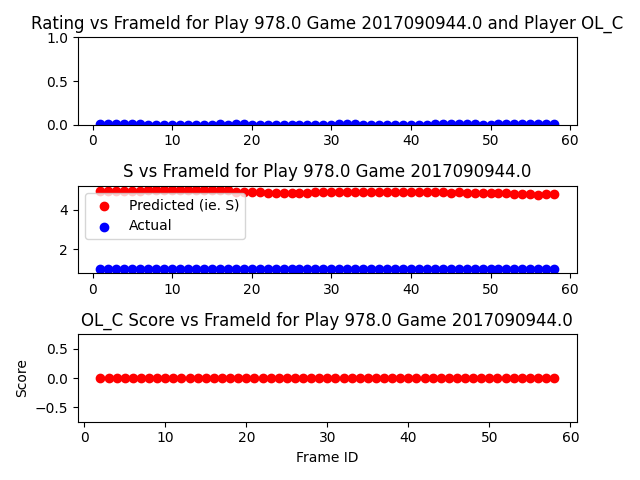 Rating vs FrameId for Play 978.0 Game 2017090944.0 and Player OL_C
1.0
0.5
0.0
0 10 20 30 40 50 60
S vs FrameId for Play 978.0 Game 2017090944.0
4
2
Predicted (ie. S)
Actual
0 10 20 30 40 50 60
OL_C Score vs FrameId for Play 978.0 Game 2017090944.0
Score
0.5
0.0
−0.5
0 10 20 30 40 50 60
Frame ID